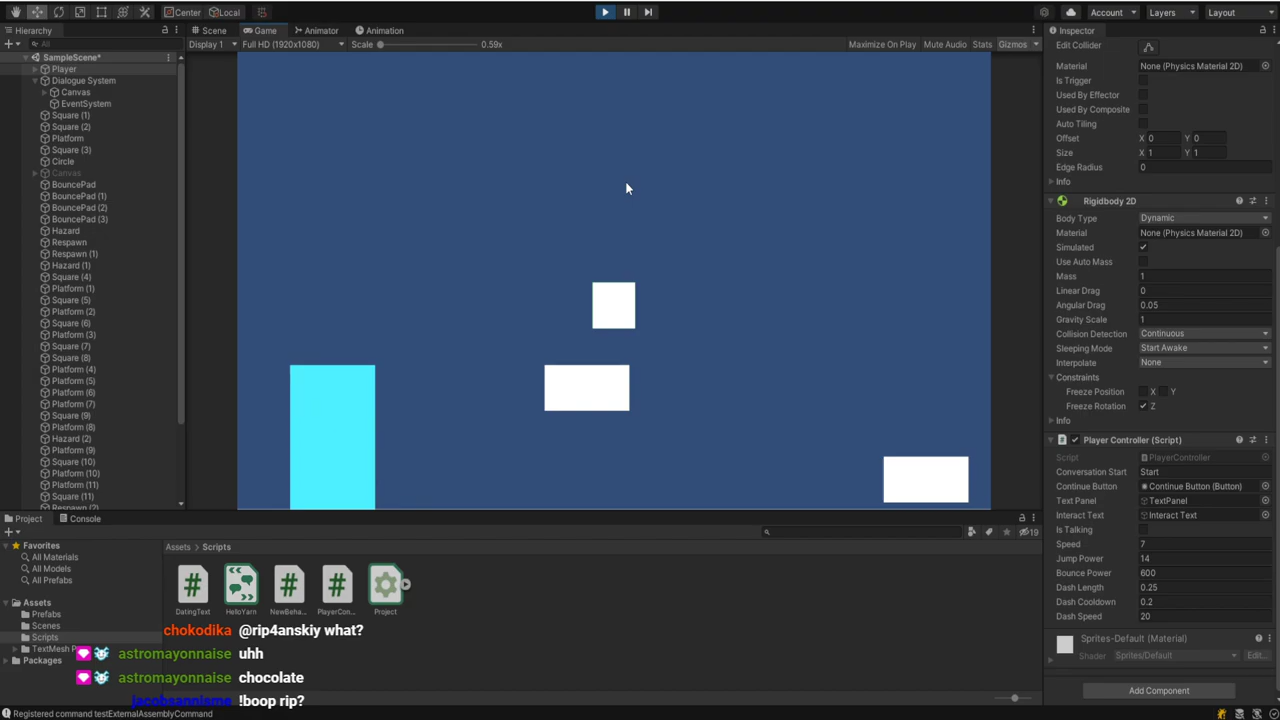 Center
Local
Account
Layers
Layout
Hierarchy
Scene
Game
Animator
Animation
Inspector
All
Display 1
Full HD (1920x1080)
Scale
0.59x
Maximize On Play
Mute Audio
Stats
Gizmos
SampleScene*
Player
Dialogue System
Canvas
EventSystem
Square (1)
Square (2)
Platform
Square (3)
Circle
Canvas
BouncePad
BouncePad (1)
BouncePad (2)
BouncePad (3)
Hazard
Respawn
Respawn (1)
Hazard (1)
Square (4)
Platform (1)
Square (5)
Platform (2)
Square (6)
Platform (3)
Square (7)
Square (8)
Platform (4)
Platform (5)
Platform (6)
Platform (7)
Square (9)
Platform (8)
Hazard (2)
Platform (9)
Square (10)
Platform (10)
Platform (11)
Square (11)
Respawn (2)
Edit Collider
Material
None (Physics Material 2D)
Is Trigger
Used By Effector
Used By Composite
Auto Tiling
Offset
X 0
Y 0
Size
X 1
Y 1
Edge Radius
0
Info
Rigidbody 2D
Body Type
Dynamic
Material
None (Physics Material 2D)
Simulated
Use Auto Mass
Mass
1
Linear Drag
0
Angular Drag
0.05
Gravity Scale
1
Collision Detection
Continuous
Sleeping Mode
Start Awake
Interpolate
None
Constraints
Freeze Position
X
Y
Freeze Rotation
Z
Info
Player Controller (Script)
Script
PlayerController
Conversation Start
Start
Continue Button
Continue Button (Button)
Text Panel
TextPanel
Interact Text
Interact Text
Is Talking
Speed
7
Jump Power
14
Bounce Power
600
Dash Length
0.25
Dash Cooldown
0.2
Dash Speed
20
Sprites-Default (Material)
Shader
Sprites/Default
Edit...
Add Component
Project
Console
19
Favorites
All Materials
All Models
All Prefabs
Assets
Prefabs
Scenes
Scripts
TextMesh P
Packages
Assets > Scripts
DatingText
HelloYarn
NewBeha...
PlayerCon...
Project
chokodika @rip4anskiy what?
astromayonnaise uhh
astromayonnaise chocolate
jacobsannisme !boop rip?
Registered command testExternalAssemblyCommand